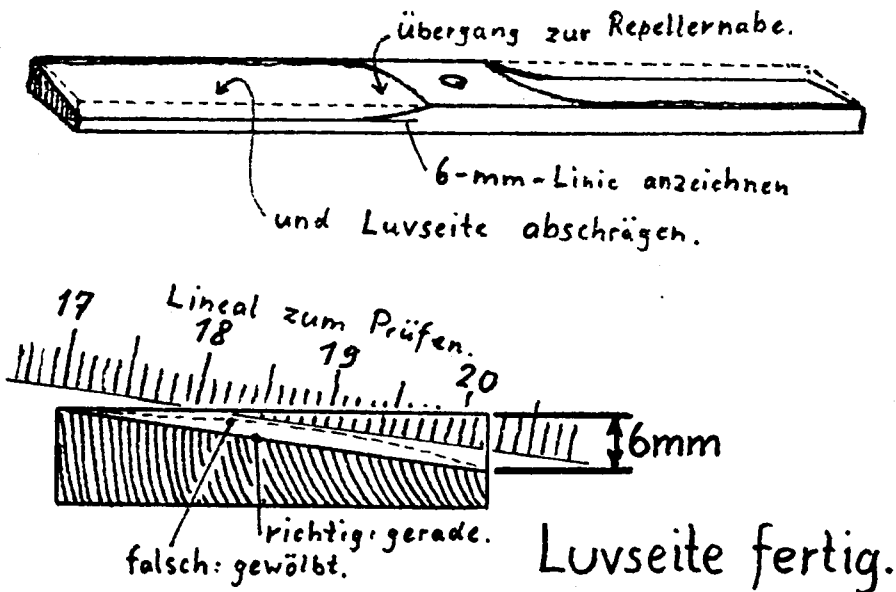 Übergang zur Repellernabe.
6-mm-Linie anzeichnen
und Luvseite abschrägen.
Lineal zum Prüfen.
17 18 19 20
6mm
richtig: gerade.
falsch: gewölbt.
Luvseite fertig.